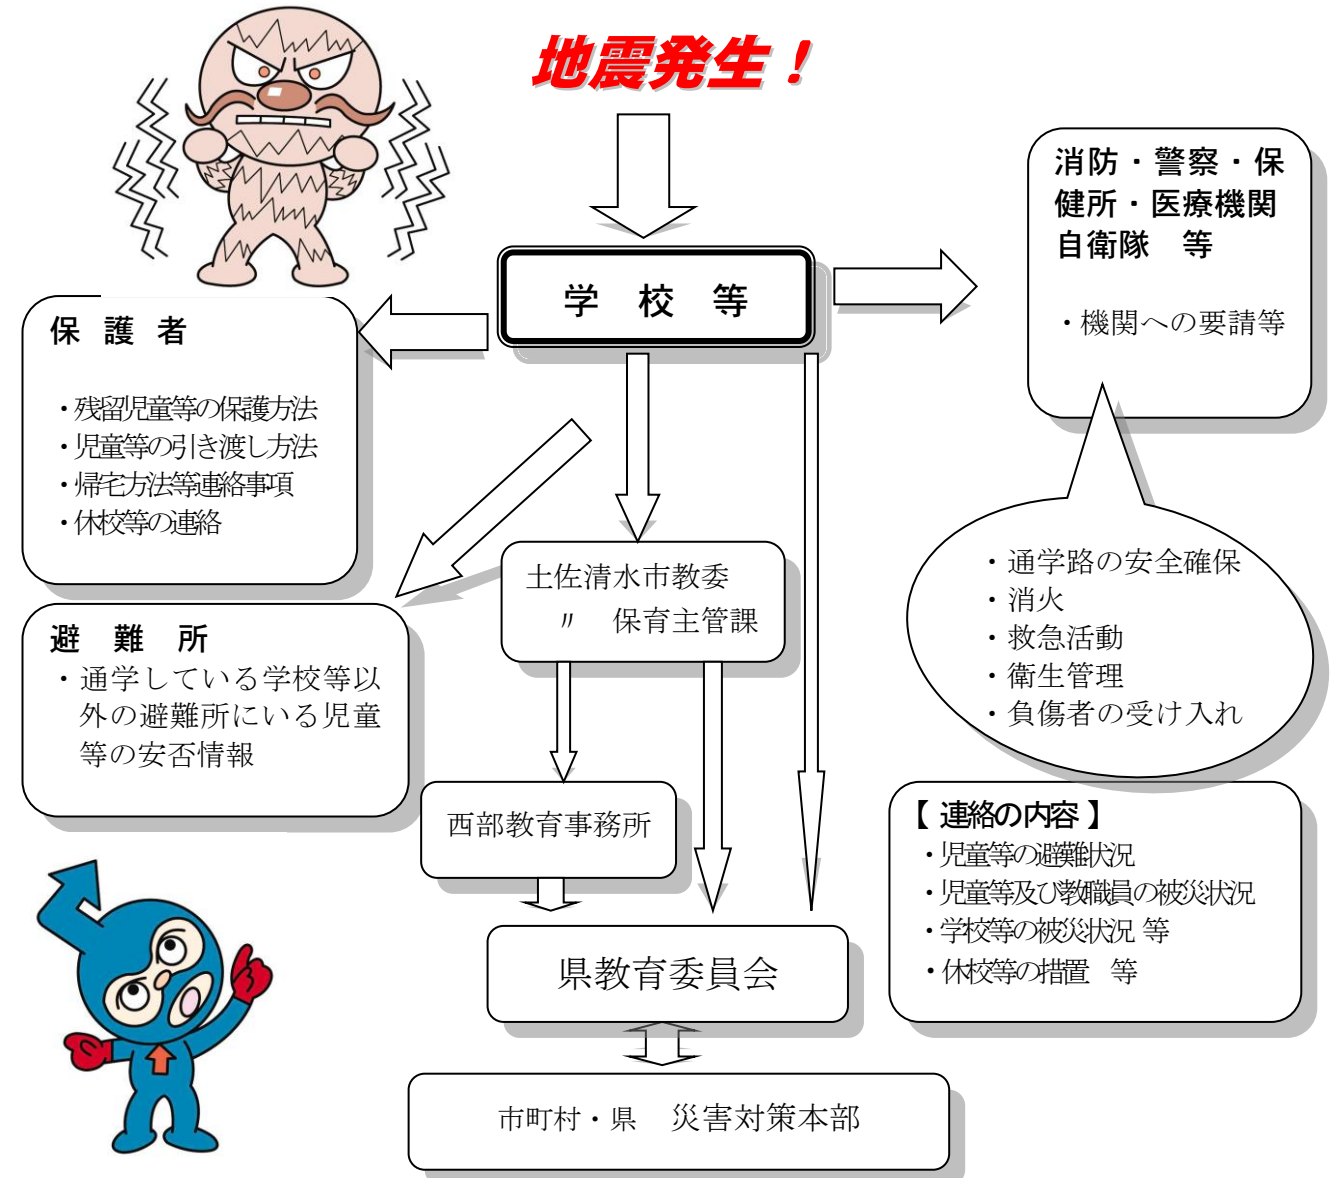 地震発生！
学　校　等
消防・警察・保
健所・医療機関
自衛隊　等
・機関への要請等
保 護 者
・残留児童等の保護方法
・児童等の引き渡し方法
・帰宅方法等連絡事項
・休校等の連絡
避　難　所
・通学している学校等以
外の避難所にいる児童
等の安否情報
土佐清水市教委
〃　保育主管課
・通学路の安全確保
・消火
・救急活動
・衛生管理
・負傷者の受け入れ
西部教育事務所
【 連絡の内容 】
・児童等の避難状況
・児童等及び教職員の被災状況
・学校等の被災状況 等
・休校等の措置　等
県教育委員会
市町村・県　災害対策本部